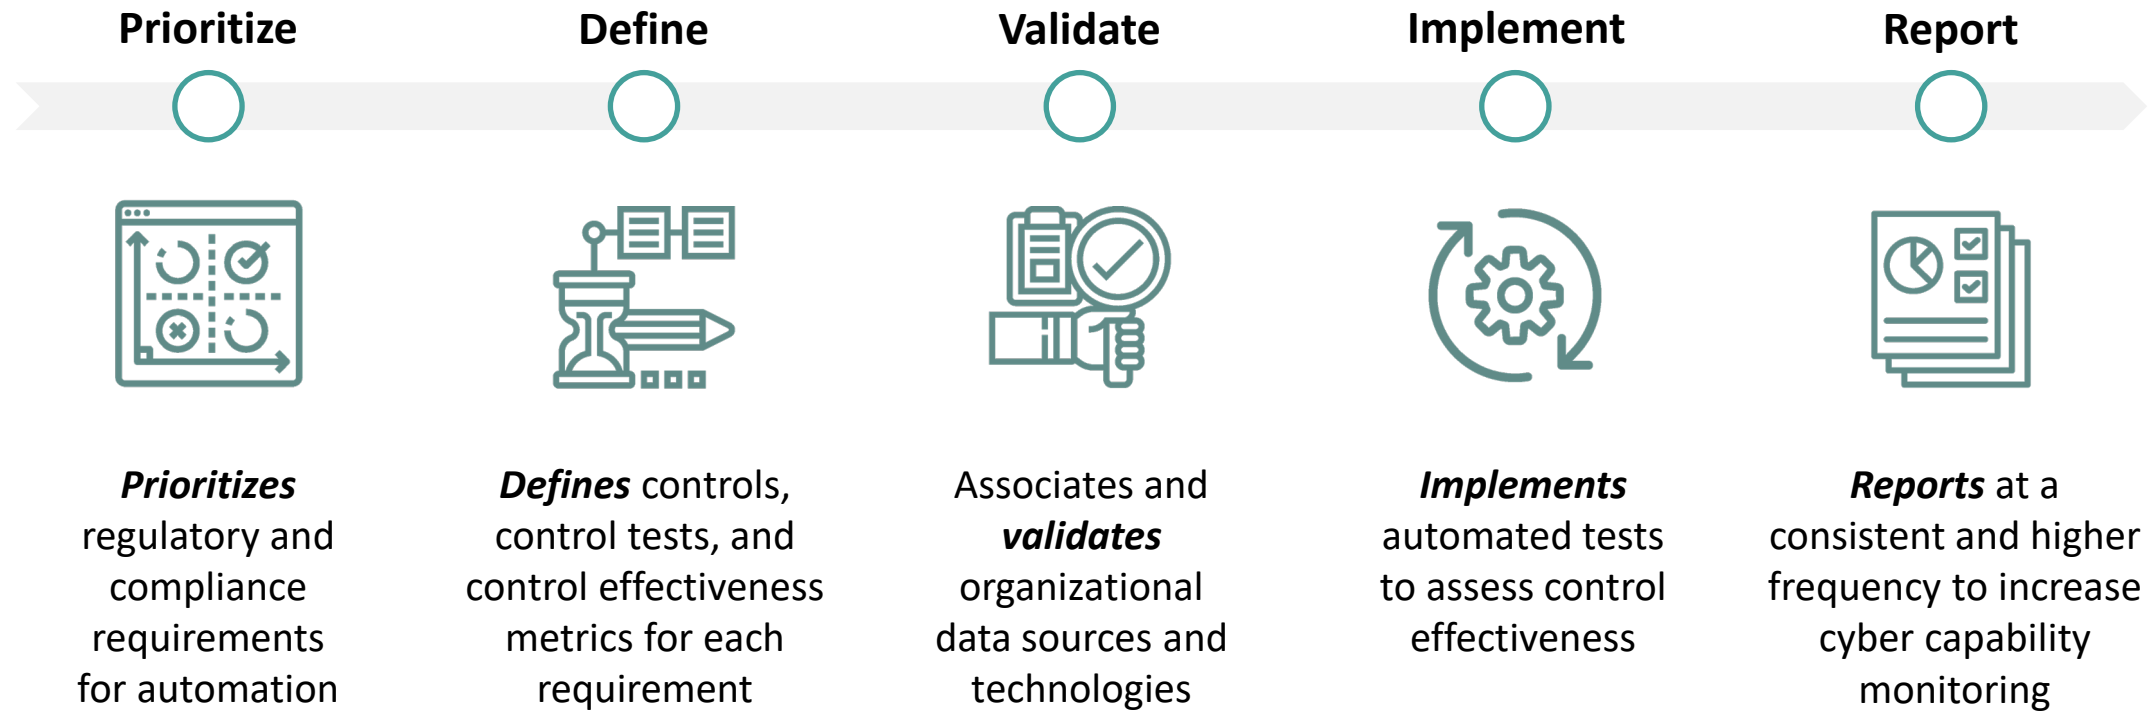 Prioritize
Define
Validate
Implement
Report
Prioritizes
regulatory and
compliance
requirements
for automation
Defines controls,
control tests, and
control effectiveness
metrics for each
requirement
Associates and
validates
organizational
data sources and
technologies
Implements
automated tests
to assess control
effectiveness
Reports at a
consistent and higher
frequency to increase
cyber capability
monitoring